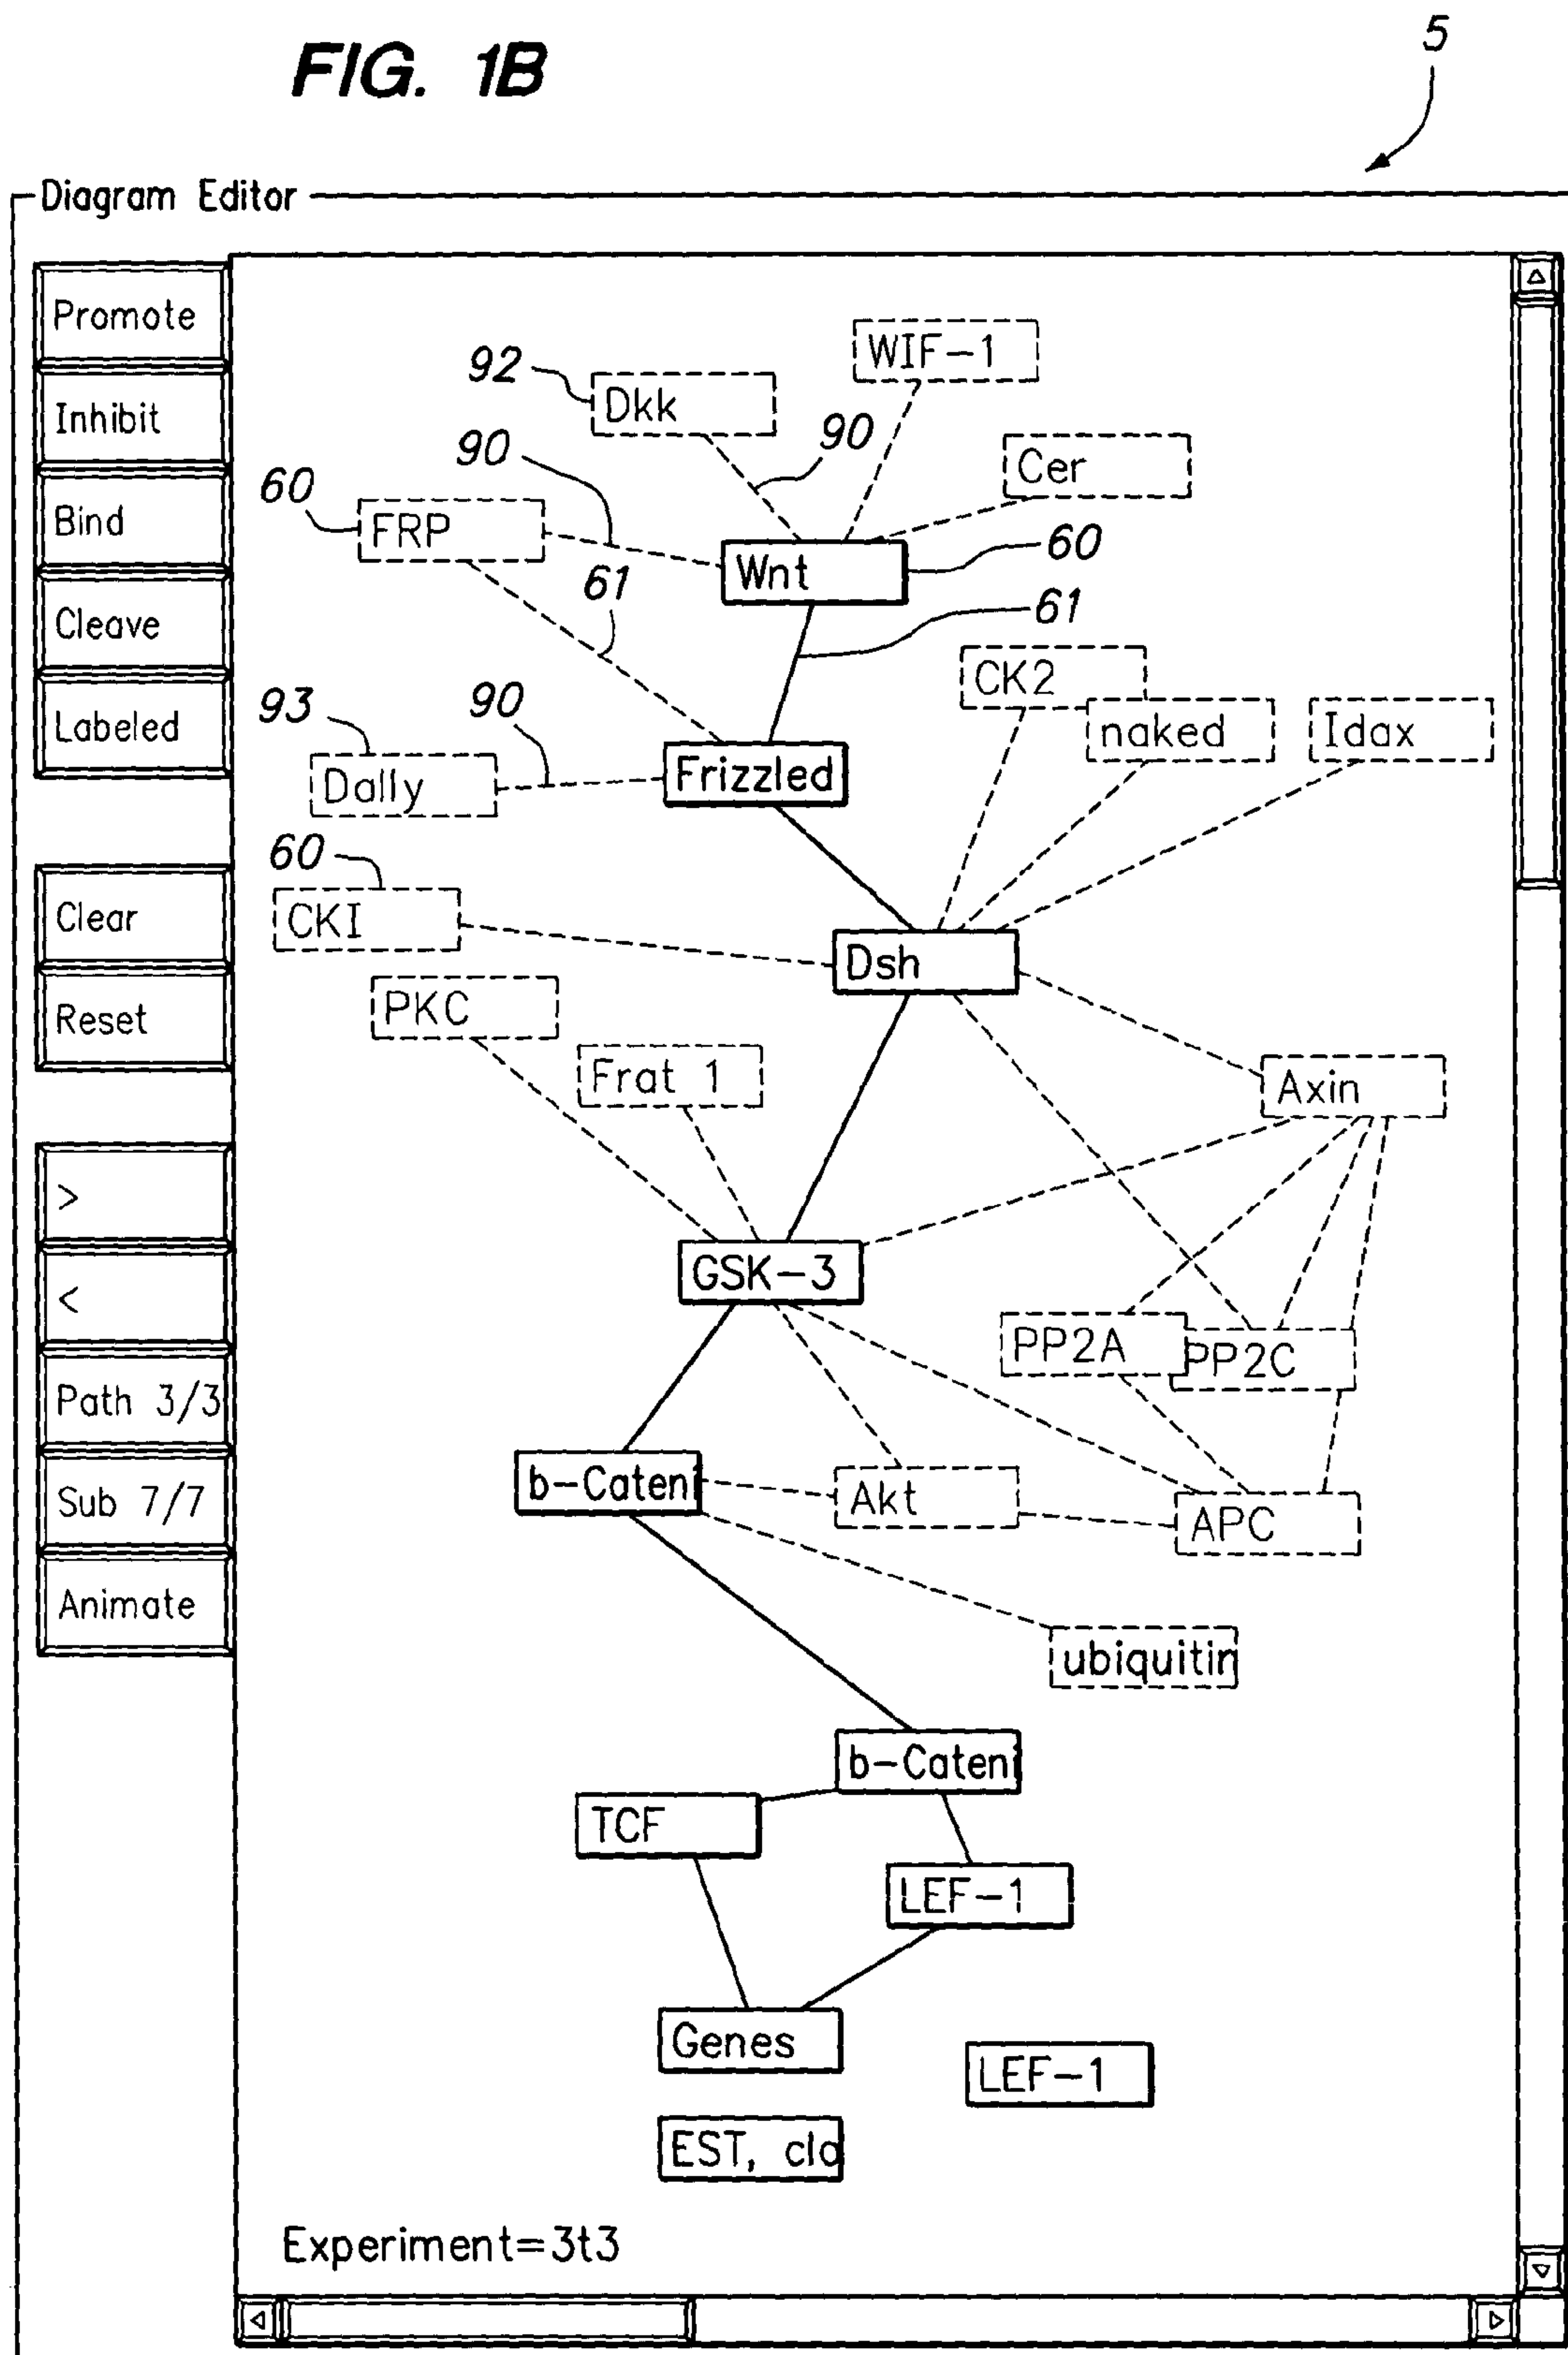 FIG. 1B
5
Diagram Editor
Promote
Inhibit
Bind
Cleave
Labeled
Clear
Reset
>
<
Path 3/3
Sub 7/7
Animate
WIF-1
92
Dkk
90
90
Cer
60
FRP
Wnt
60
61
61
CK2
93
90
naked
Idax
Dally
Frizzled
60
CKI
Dsh
PKC
Frat 1
Axin
GSK-3
PP2A
PP2C
b-Cateni
Akt
APC
ubiquitin
b-Cateni
TCF
LEF-1
Genes
LEF-1
EST, cla
Experiment=3t3